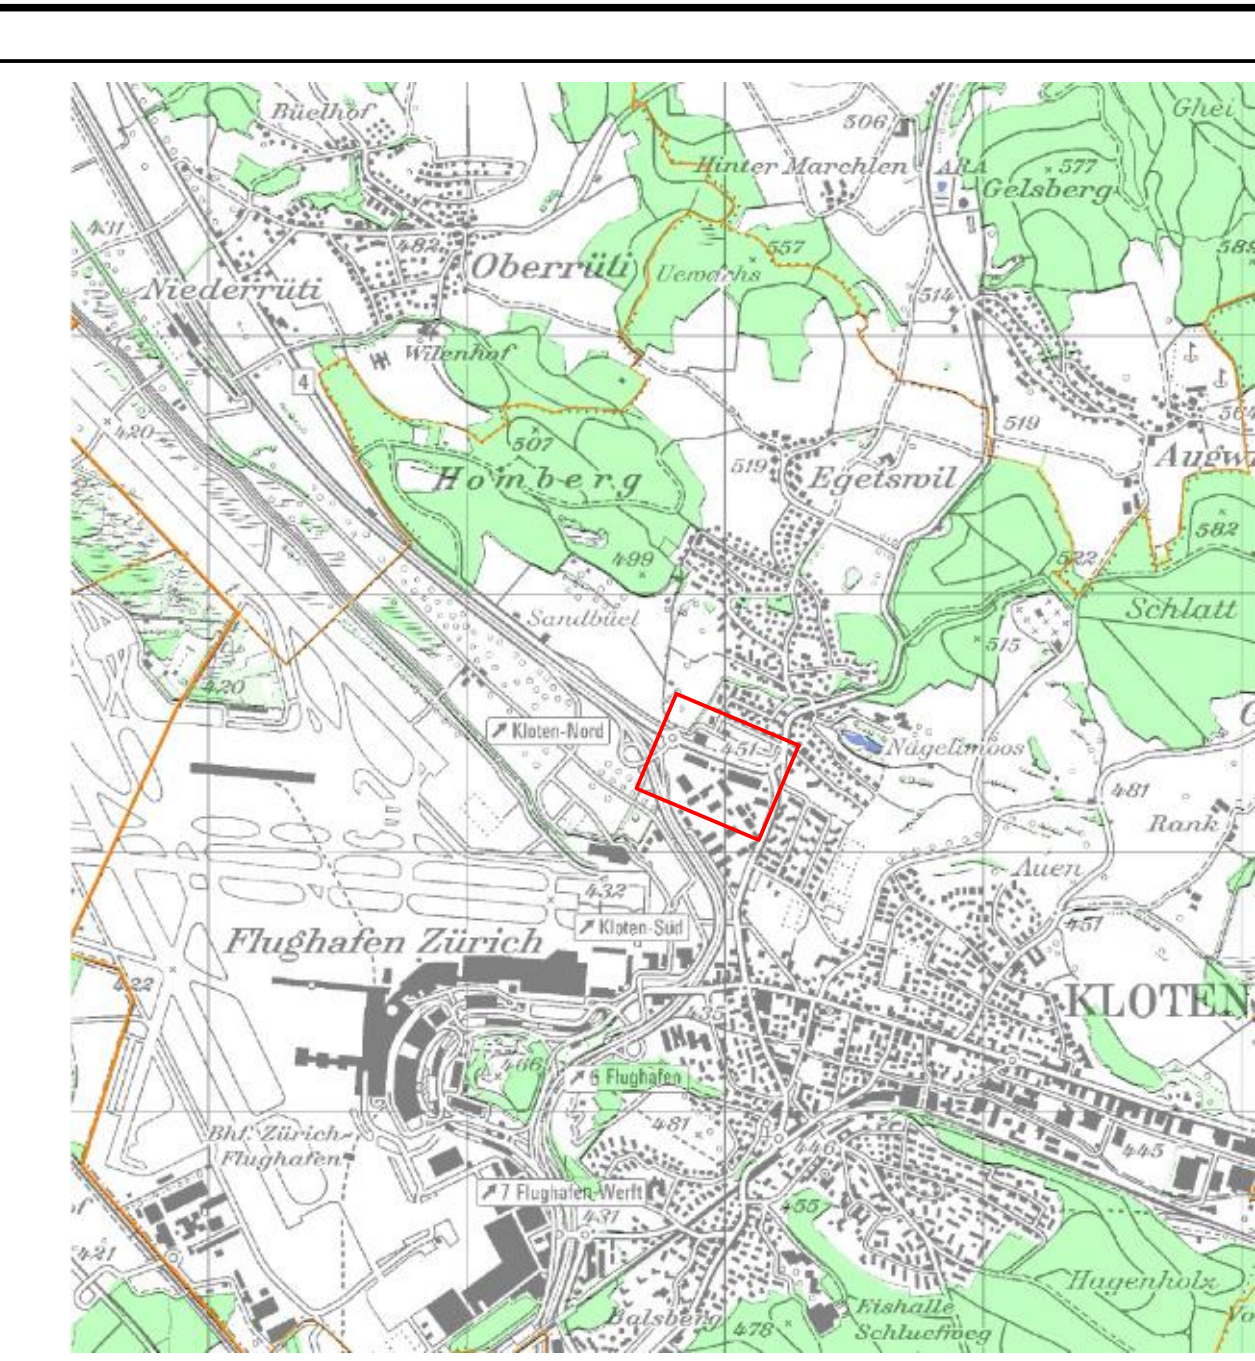 Büelhof
506
Ghei
Hinter Marchlen
ARA
577
Gelsberg
431
482
Oberrüti
Uewachs
557
588
Niederrüti
514
Wilenhof
4
420
507
519
Homberg
519
Egetswil
499
582
522
Sandbüel
Schlatt
515
420
Kloten-Nord
451
Nägelimoos
481
Rank
Auen
432
Kloten-Süd
451
Flughafen Zürich
422
KLOTEN
435
466
6 Flughafen
481
Bhf. Zürich-
Flughafen
446
445
7 Flughafen-Werft
455
431
421
Hagenholz
Balsberg
478
Eishalle
Schluefweg